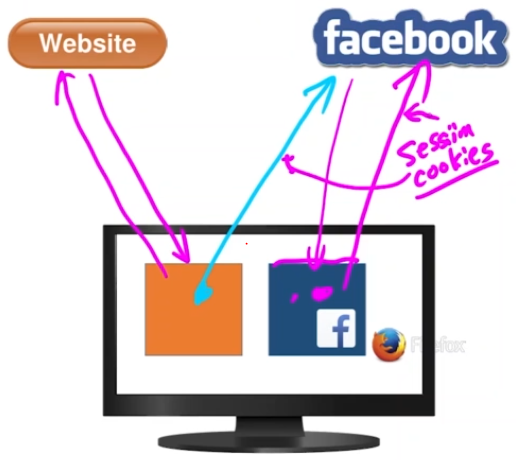 Website
facebook
Session
cookies
f
Firefox